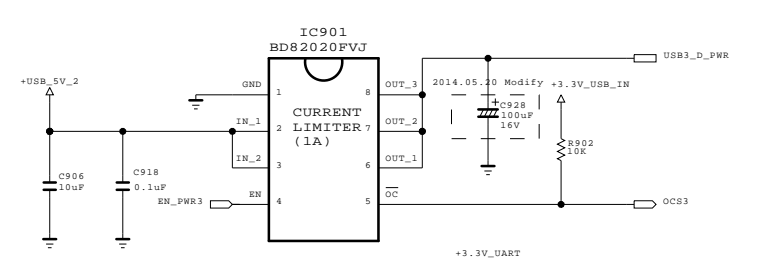 IC901
BD82020FVJ
USB3_D_PWR
+USB_5V_2
GND
1
8
OUT_3
2014.05.20 Modify
+3.3V_USB_IN
CURRENT
LIMITER
(1A)
+
C928
100uF
16V
IN_1
2
7
OUT_2
R902
10K
IN_2
3
6
OUT_1
C906
10uF
C918
0.1uF
EN_PWR3
EN
4
5
OC
OCS3
+3.3V_UART